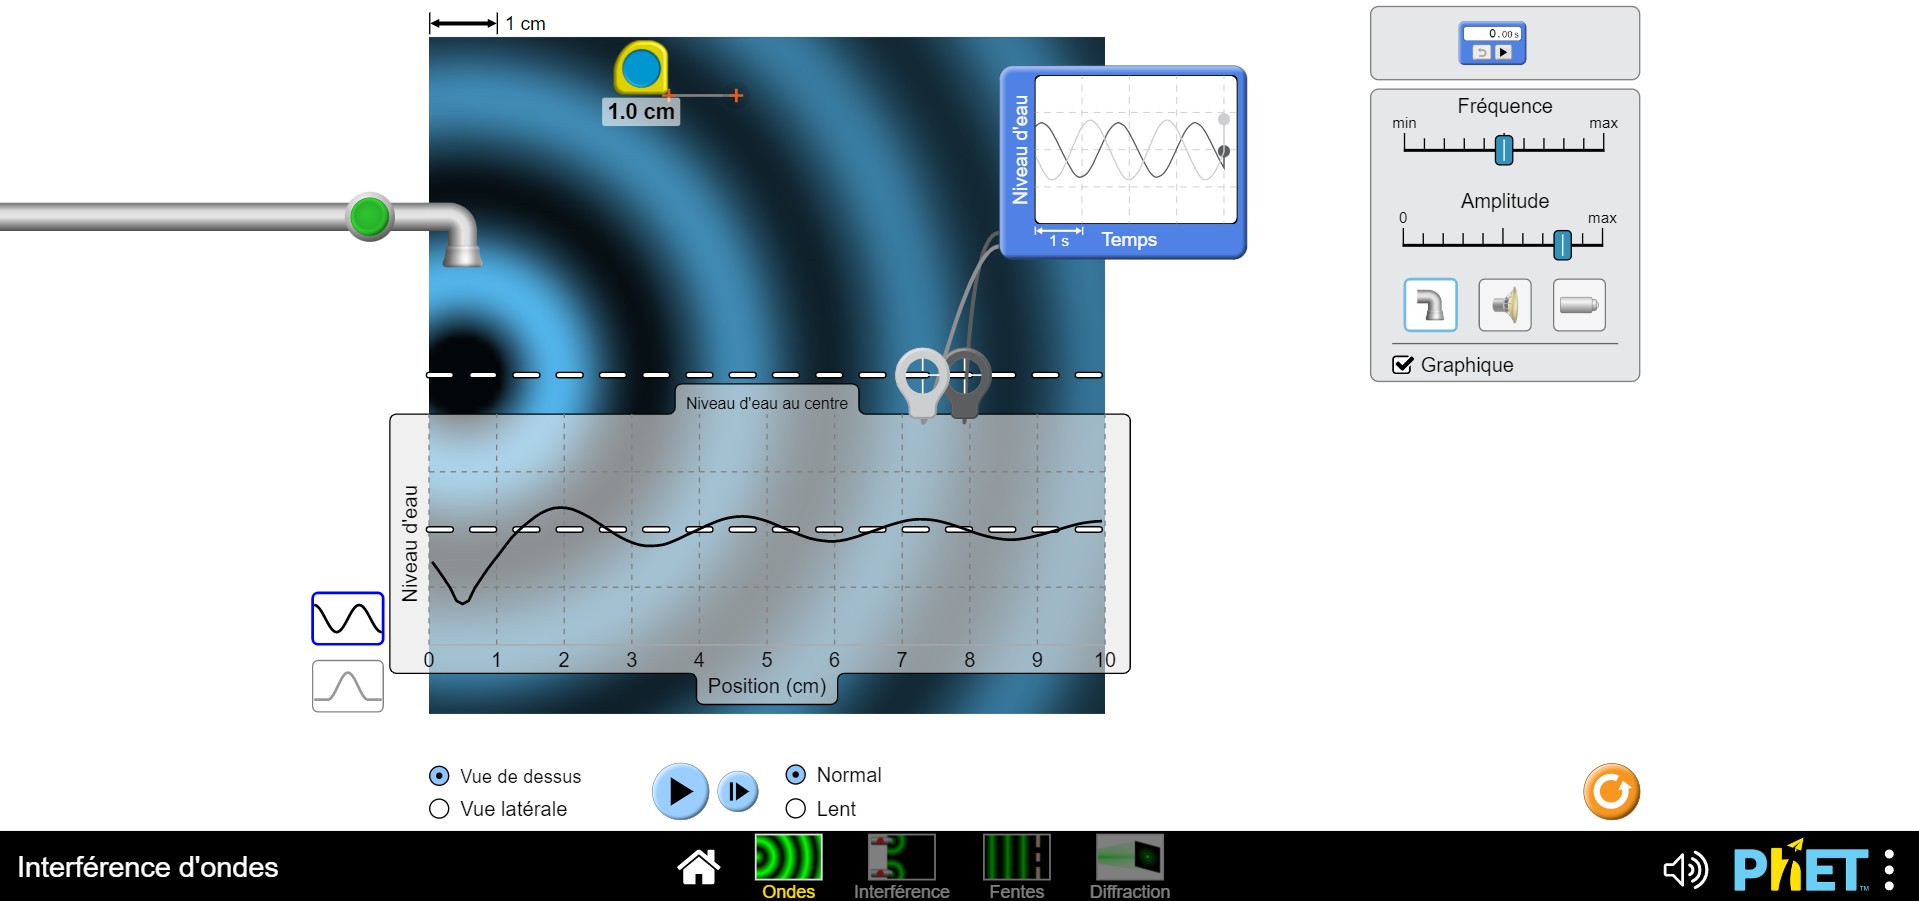 1 cm
1.0 cm
Niveau d'eau
1 s
Temps
0.00 s
Fréquence
min
max
Amplitude
0
max
Graphique
Niveau d'eau au centre
Niveau d'eau
0 1 2 3 4 5 6 7 8 9 10
Position (cm)
Vue de dessus
Vue latérale
Normal
Lent
Interférence d'ondes
Ondes
Interférence
Fentes
Diffraction
PhET™